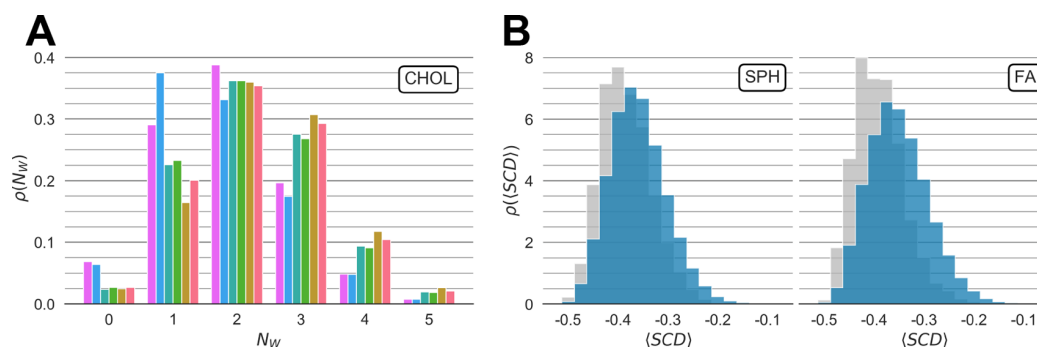 A
0.4
0.3
0.2
0.1
0.0
ρ(N_W)
CHOL
0 1 2 3 4 5
N_W
B
8
6
4
2
0
ρ(⟨SCD⟩)
SPH
-0.5 -0.4 -0.3 -0.2 -0.1
⟨SCD⟩
FA
-0.5 -0.4 -0.3 -0.2 -0.1
⟨SCD⟩